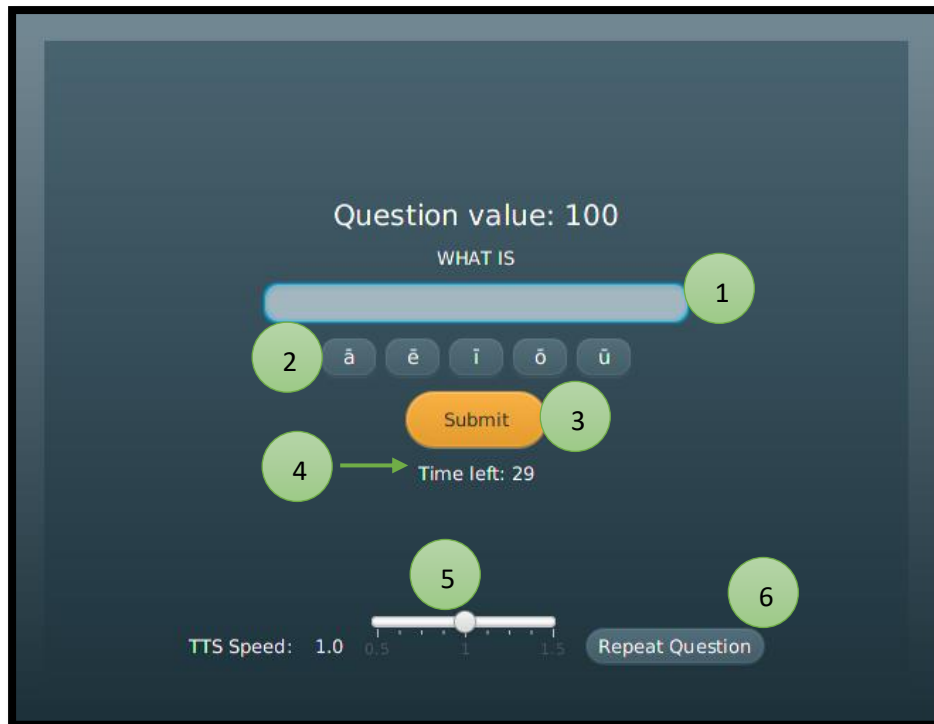 Question value: 100
WHAT IS
1
2
ā ē ī ō ū
Submit
3
4
Time left: 29
5
6
TTS Speed: 1.0
0.5 1 1.5
Repeat Question